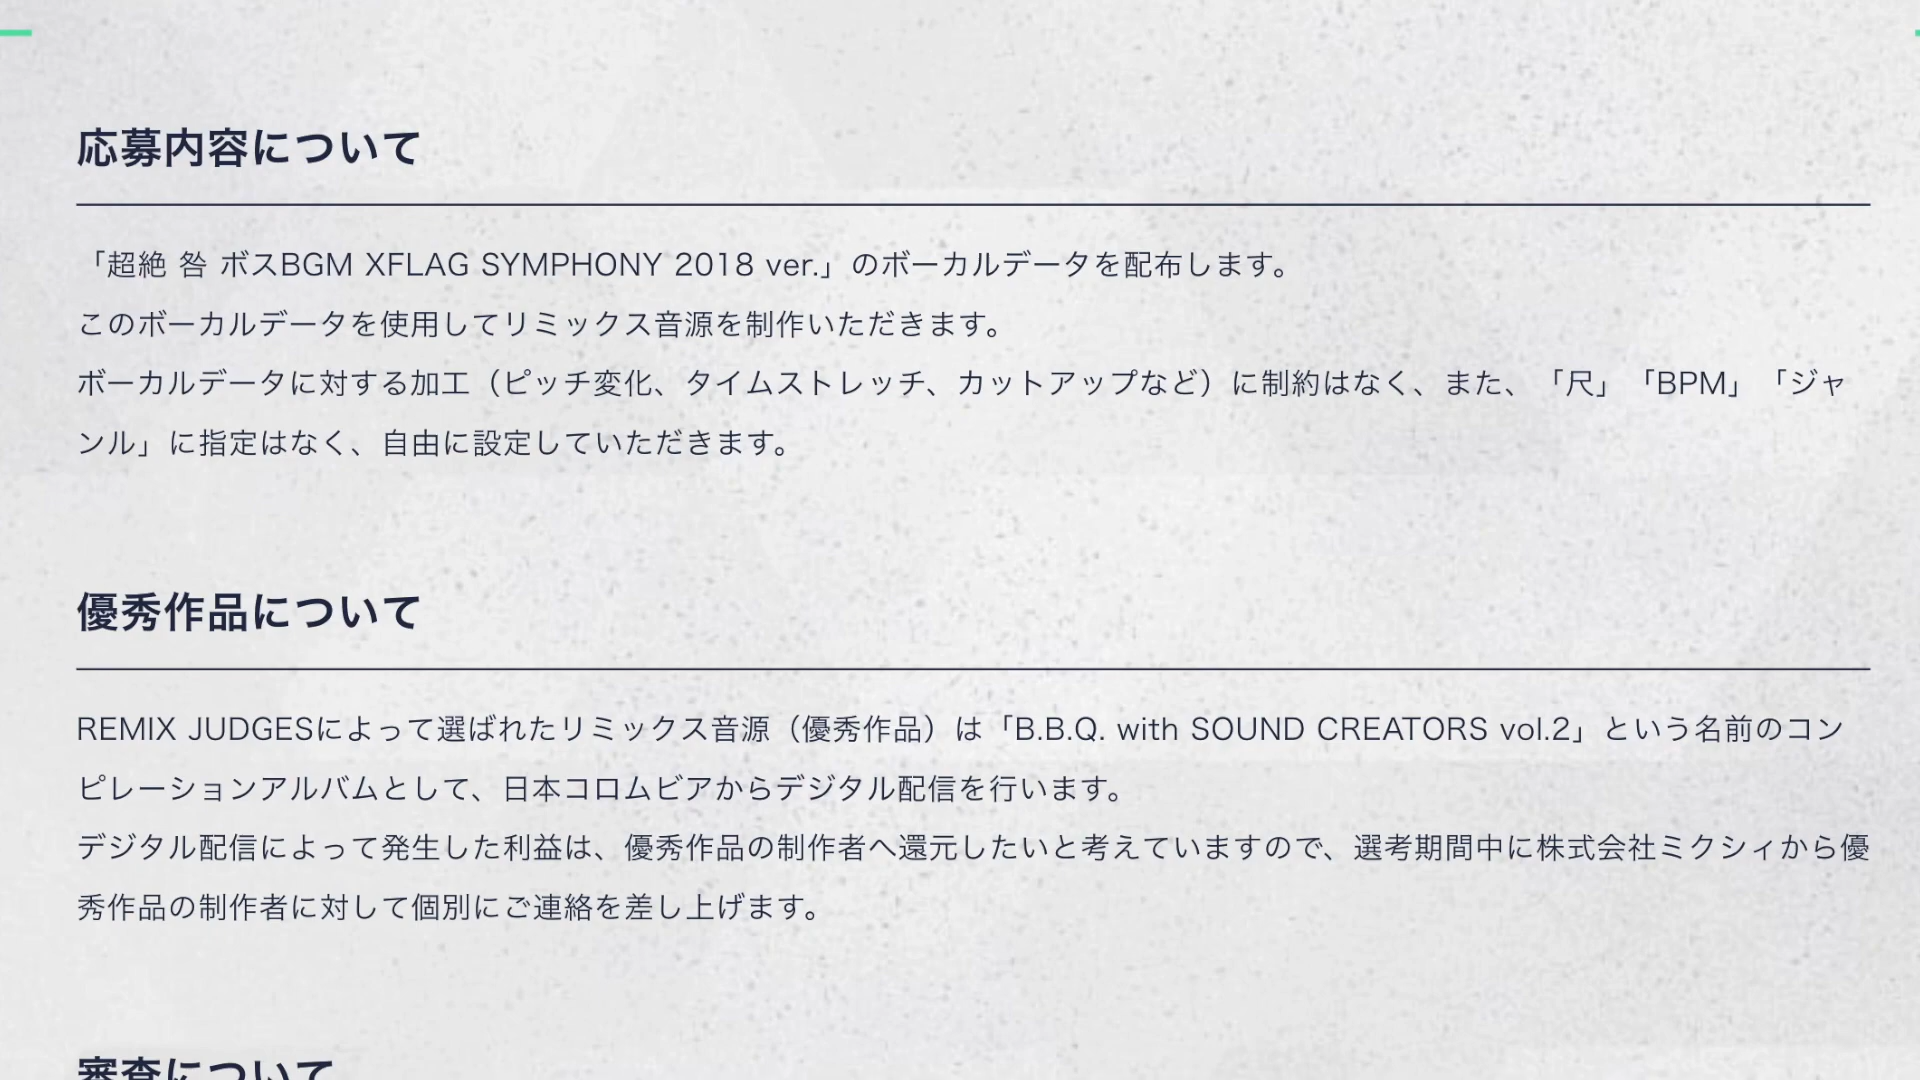 応募内容について
「超絶 咎 ボスBGM XFLAG SYMPHONY 2018 ver.」のボーカルデータを配布します。
このボーカルデータを使用してリミックス音源を制作いただきます。
ボーカルデータに対する加工（ピッチ変化、タイムストレッチ、カットアップなど）に制約はなく、また、「尺」「BPM」「ジャ
ンル」に指定はなく、自由に設定していただきます。
優秀作品について
REMIX JUDGESによって選ばれたリミックス音源（優秀作品）は「B.B.Q. with SOUND CREATORS vol.2」という名前のコン
ピレーションアルバムとして、日本コロムビアからデジタル配信を行います。
デジタル配信によって発生した利益は、優秀作品の制作者へ還元したいと考えていますので、選考期間中に株式会社ミクシィから優
秀作品の制作者に対して個別にご連絡を差し上げます。
審査について